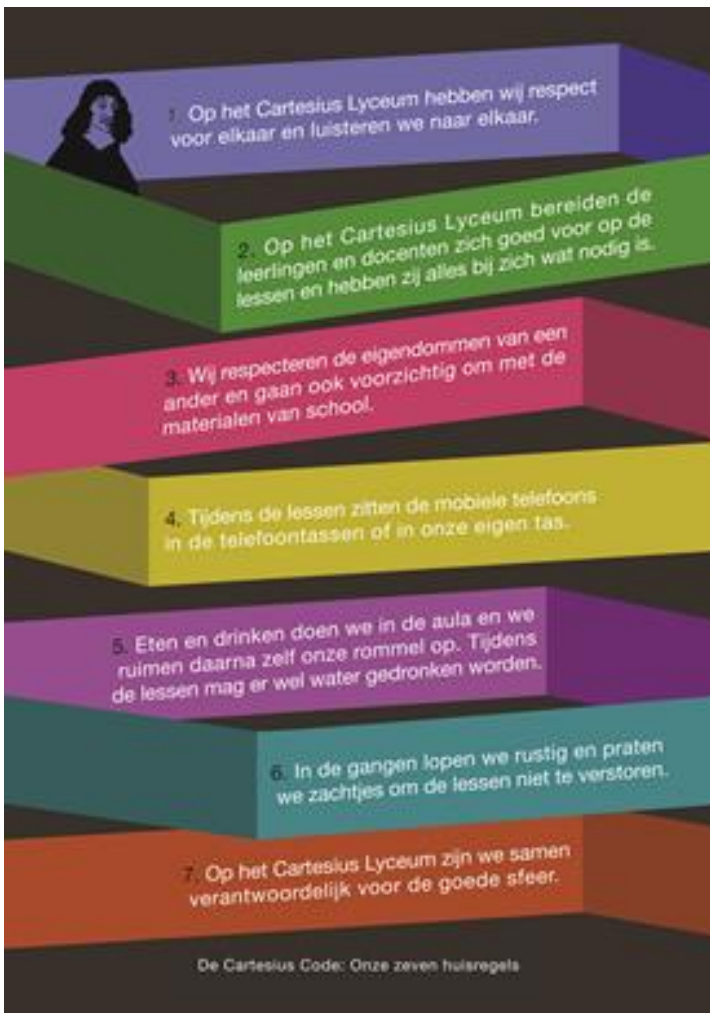 1. Op het Cartesius Lyceum hebben wij respect
voor elkaar en luisteren we naar elkaar.
2. Op het Cartesius Lyceum bereiden de
leerlingen en docenten zich goed voor op de
lessen en hebben zij alles bij zich wat nodig is.
3. Wij respecteren de eigendommen van een
ander en gaan ook voorzichtig om met de
materialen van school.
4. Tijdens de lessen zitten de mobiele telefoons
in de telefoontassen of in onze eigen tas.
5. Eten en drinken doen we in de aula en we
ruimen daarna zelf onze rommel op. Tijdens
de lessen mag er wel water gedronken worden.
6. In de gangen lopen we rustig en praten
we zachtjes om de lessen niet te verstoren.
7. Op het Cartesius Lyceum zijn we samen
verantwoordelijk voor de goede sfeer.
De Cartesius Code: Onze zeven huisregels